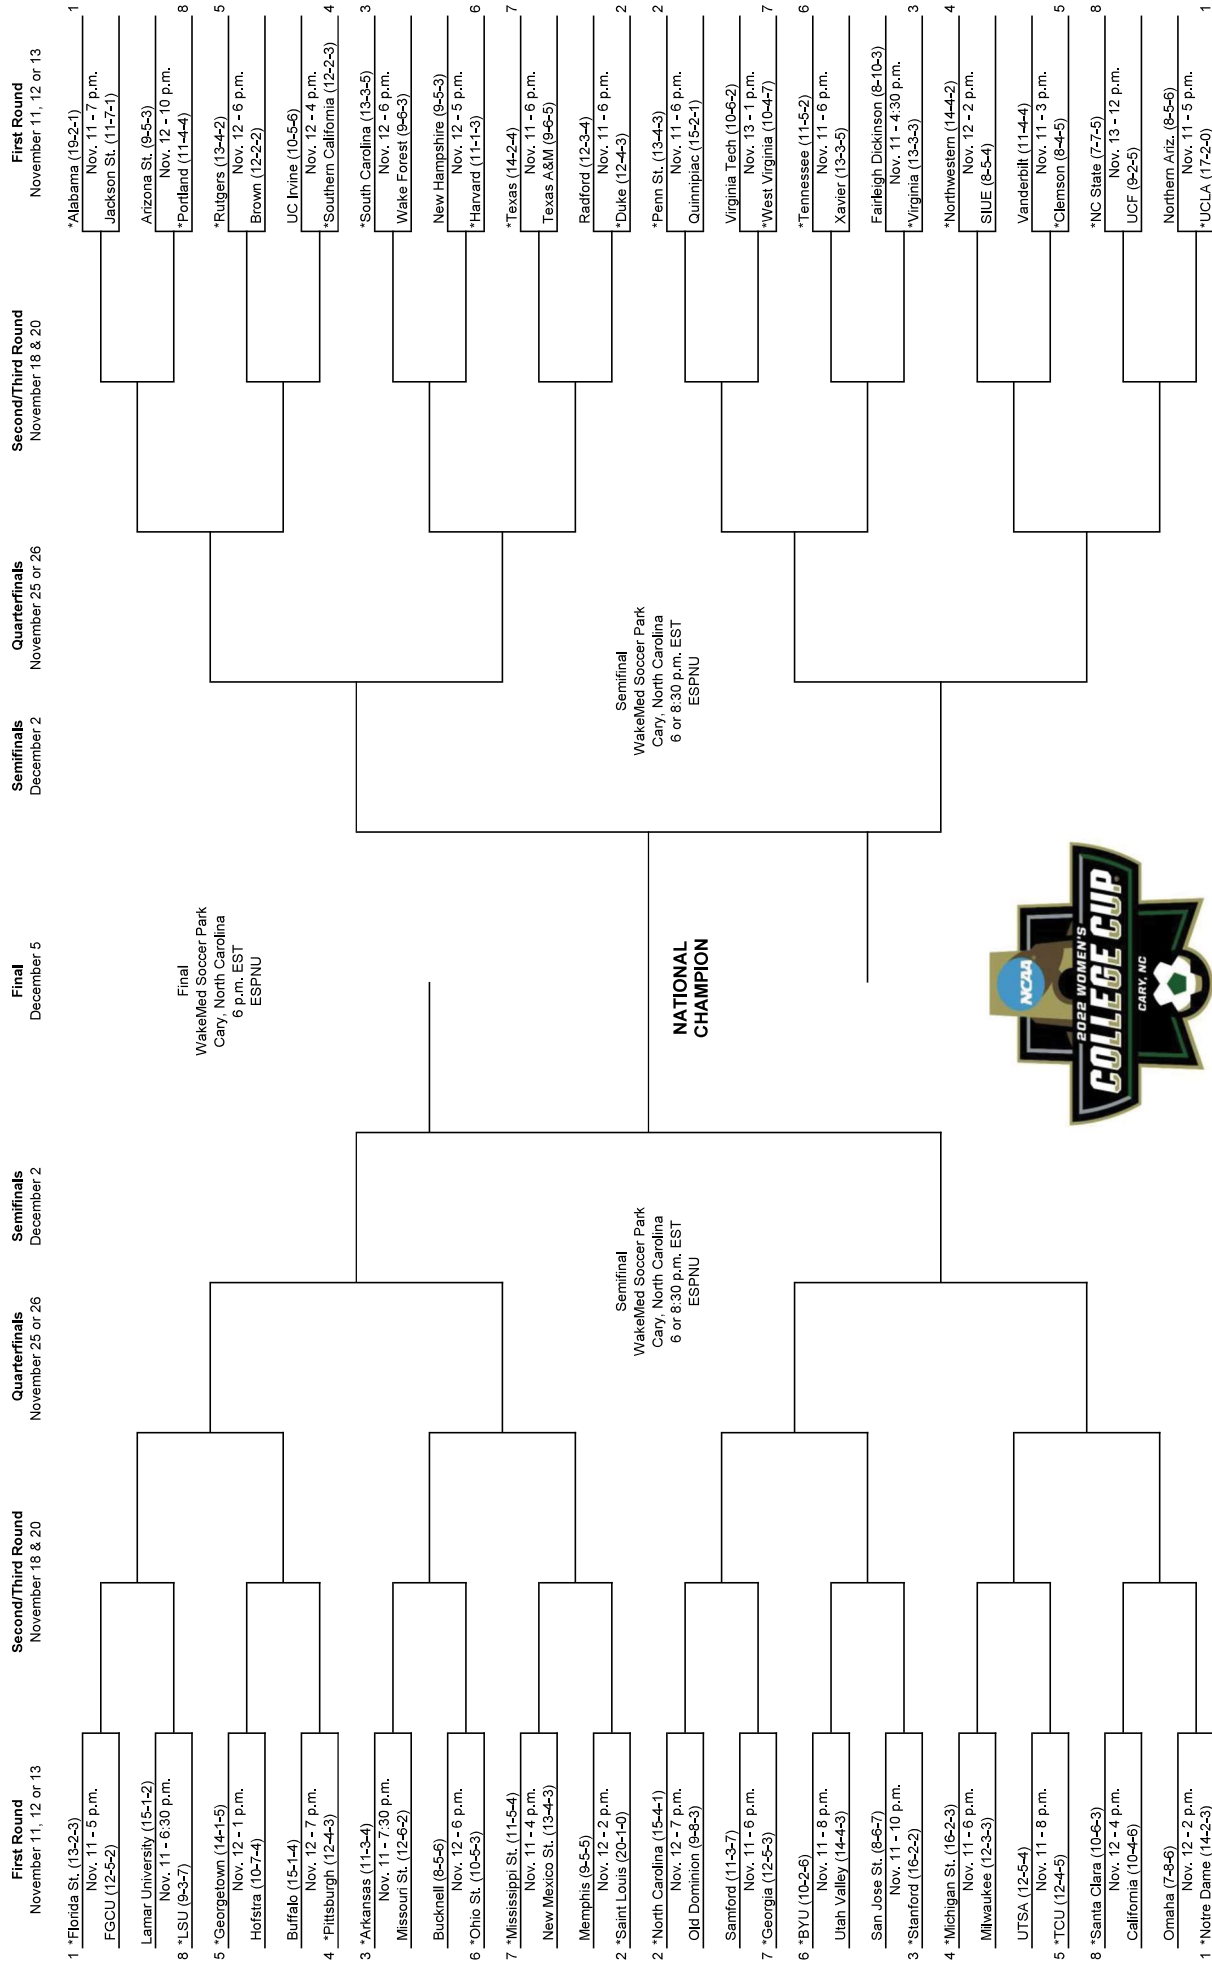 First Round
November 11, 12 or 13
Second/Third Round
November 18 & 20
Quarterfinals
November 25 or 26
Semifinals
December 2
Final
December 5
Semifinals
December 2
Quarterfinals
November 25 or 26
Second/Third Round
November 18 & 20
First Round
November 11, 12 or 13
1 *Florida St. (13-2-3)
Nov. 11 - 5 p.m.
FGCU (12-5-2)
Lamar University (15-1-2)
Nov. 11 - 6:30 p.m.
8 *LSU (9-3-7)
5 *Georgetown (14-1-5)
Nov. 12 - 1 p.m.
Hofstra (10-7-4)
Buffalo (15-1-4)
Nov. 12 - 7 p.m.
4 *Pittsburgh (12-4-3)
3 *Arkansas (11-3-4)
Nov. 11 - 7:30 p.m.
Missouri St. (12-6-2)
Bucknell (8-5-6)
Nov. 12 - 6 p.m.
6 *Ohio St. (10-5-3)
7 *Mississippi St. (11-5-4)
Nov. 11 - 4 p.m.
New Mexico St. (13-4-3)
Memphis (9-5-5)
Nov. 12 - 2 p.m.
2 *Saint Louis (20-1-0)
2 *North Carolina (15-4-1)
Nov. 12 - 7 p.m.
Old Dominion (9-8-3)
Samford (11-3-7)
Nov. 11 - 6 p.m.
7 *Georgia (12-5-3)
6 *BYU (10-2-6)
Nov. 11 - 8 p.m.
Utah Valley (14-4-3)
San Jose St. (8-6-7)
Nov. 11 - 10 p.m.
3 *Stanford (16-2-2)
4 *Michigan St. (16-2-3)
Nov. 11 - 6 p.m.
Milwaukee (12-3-3)
UTSA (12-5-4)
Nov. 11 - 8 p.m.
5 *TCU (12-4-5)
8 *Santa Clara (10-6-3)
Nov. 12 - 4 p.m.
California (10-4-6)
Omaha (7-8-6)
Nov. 12 - 2 p.m.
1 *Notre Dame (14-2-3)
Semifinal
WakeMed Soccer Park
Cary, North Carolina
6 or 8:30 p.m. EST
ESPNU
Final
WakeMed Soccer Park
Cary, North Carolina
6 p.m. EST
ESPNU
NATIONAL
CHAMPION
NCAA
2022 WOMEN'S
COLLEGE CUP
CARY, NC
Semifinal
WakeMed Soccer Park
Cary, North Carolina
6 or 8:30 p.m. EST
ESPNU
*Alabama (19-2-1) 1
Nov. 11 - 7 p.m.
Jackson St. (11-7-1)
Arizona St. (9-5-3)
Nov. 12 - 10 p.m.
*Portland (11-4-4) 8
*Rutgers (13-4-2) 5
Nov. 12 - 6 p.m.
Brown (12-2-2)
UC Irvine (10-5-6)
Nov. 12 - 4 p.m.
*Southern California (12-2-3) 4
*South Carolina (13-3-5) 3
Nov. 12 - 6 p.m.
Wake Forest (9-6-3)
New Hampshire (9-5-3)
Nov. 12 - 5 p.m.
*Harvard (11-1-3) 6
*Texas (14-2-4) 7
Nov. 11 - 6 p.m.
Texas A&M (9-6-5)
Radford (12-3-4)
Nov. 11 - 6 p.m.
*Duke (12-4-3) 2
*Penn St. (13-4-3) 2
Nov. 11 - 6 p.m.
Quinnipiac (15-2-1)
Virginia Tech (10-6-2)
Nov. 13 - 1 p.m.
*West Virginia (10-4-7) 7
*Tennessee (11-5-2) 6
Nov. 11 - 6 p.m.
Xavier (13-3-5)
Fairleigh Dickinson (8-10-3)
Nov. 11 - 4:30 p.m.
*Virginia (13-3-3) 3
*Northwestern (14-4-2) 4
Nov. 12 - 2 p.m.
SIUE (8-5-4)
Vanderbilt (11-4-4)
Nov. 11 - 3 p.m.
*Clemson (8-4-5) 5
*NC State (7-7-5) 8
Nov. 13 - 12 p.m.
UCF (9-2-5)
Northern Ariz. (8-5-6)
Nov. 11 - 5 p.m.
*UCLA (17-2-0) 1